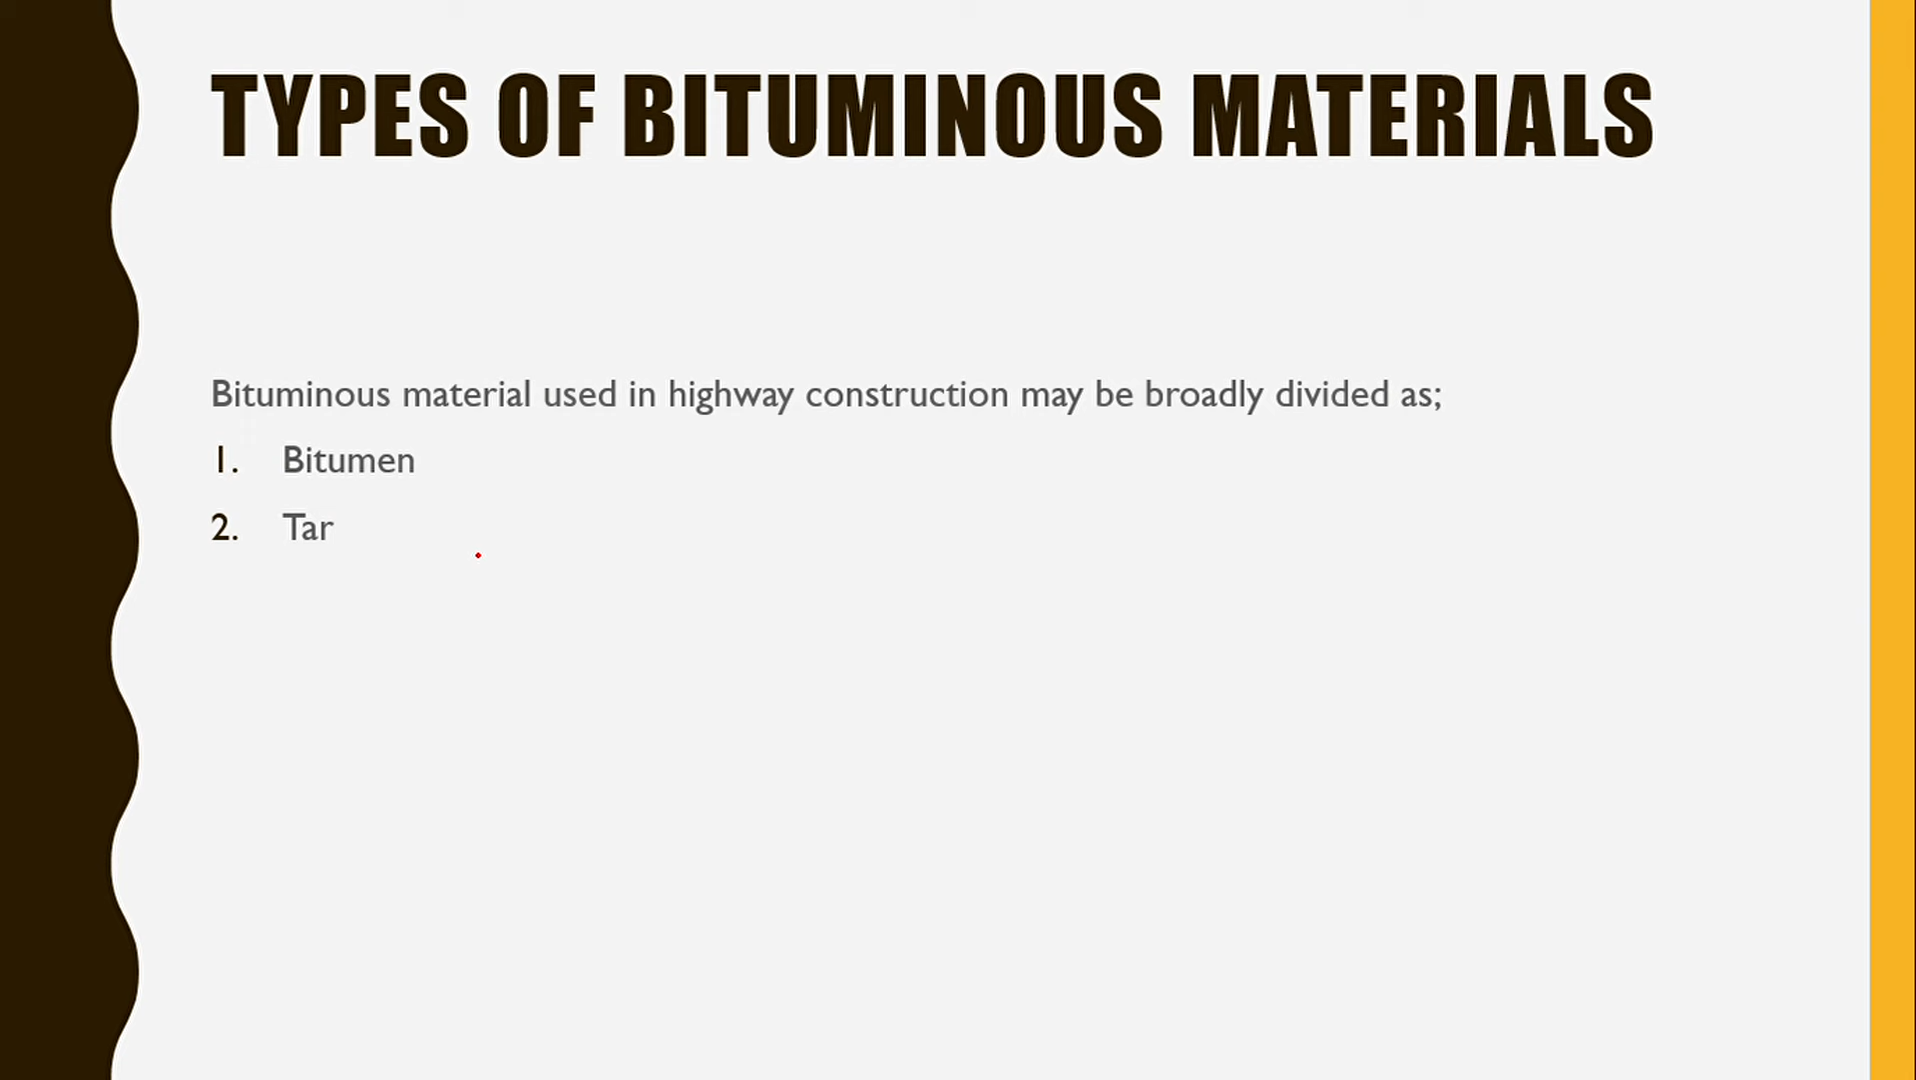 TYPES OF BITUMINOUS MATERIALS
Bituminous material used in highway construction may be broadly divided as;
1. Bitumen
2. Tar